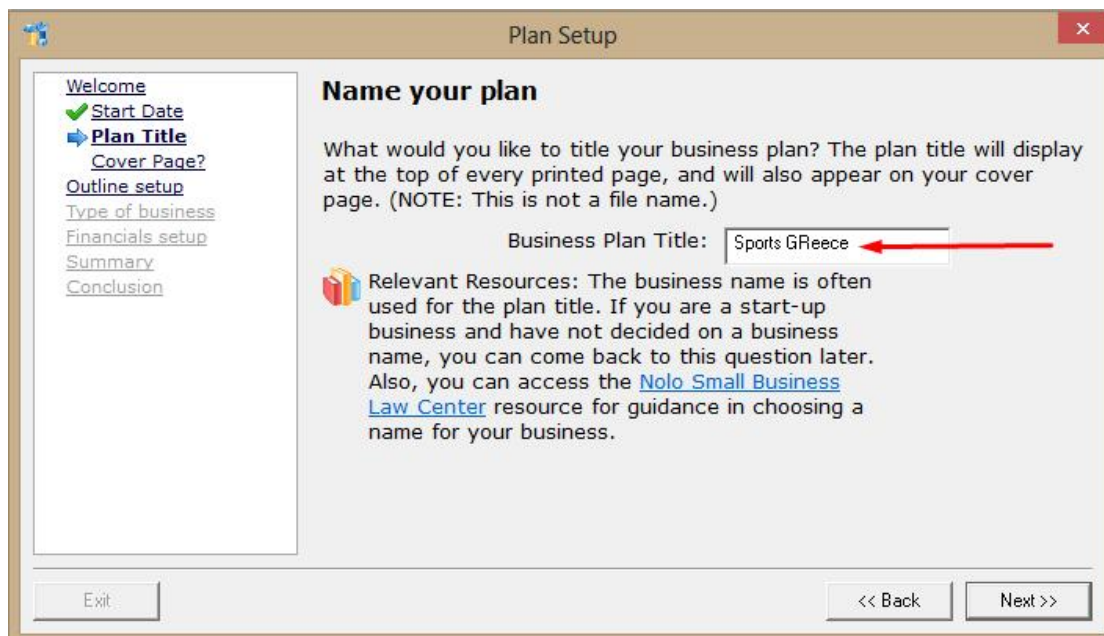 Plan Setup
Welcome
Start Date
Plan Title
Cover Page?
Outline setup
Type of business
Financials setup
Summary
Conclusion
Name your plan
What would you like to title your business plan? The plan title will display
at the top of every printed page, and will also appear on your cover
page. (NOTE: This is not a file name.)
Business Plan Title: Sports GReece
Relevant Resources: The business name is often
used for the plan title. If you are a start-up
business and have not decided on a business
name, you can come back to this question later.
Also, you can access the Nolo Small Business
Law Center resource for guidance in choosing a
name for your business.
Exit
<< Back
Next >>